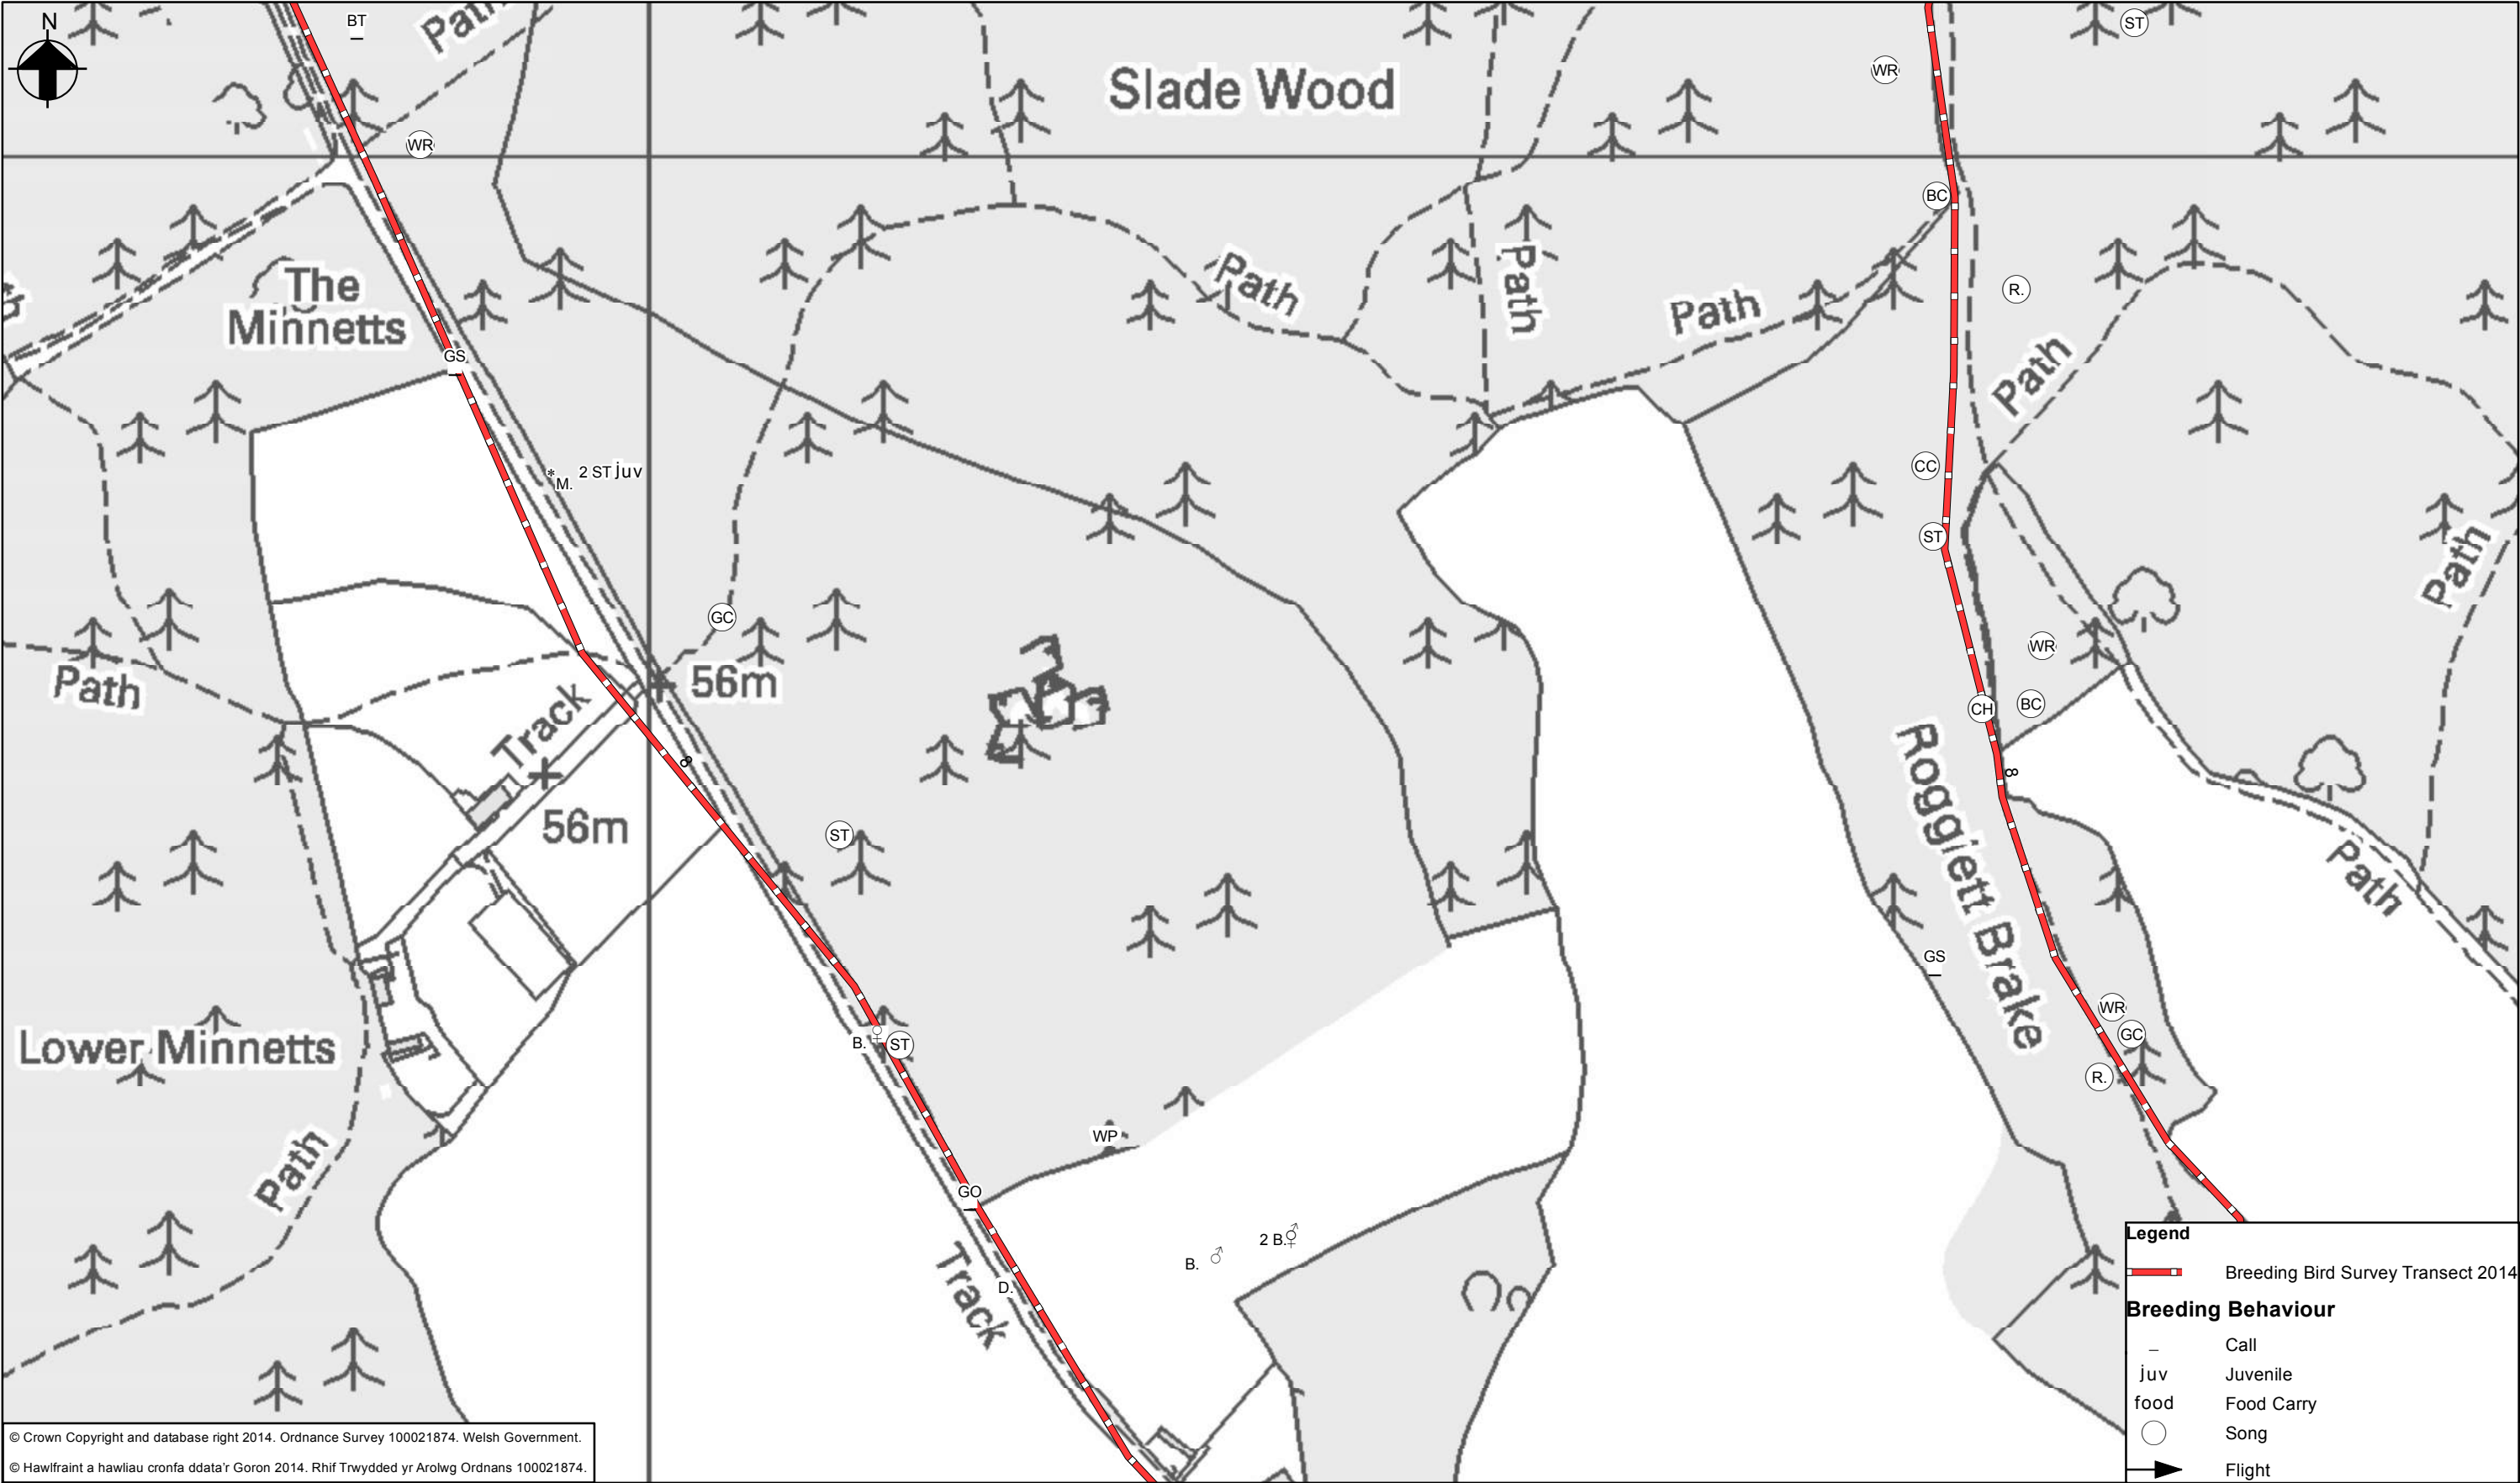 N
BT
Path
ST
WR
Slade Wood
WR
BC
R.
The
Minnetts
Path
Path
Path
Path
GS
CC
M.
2 ST juv
*
ST
Path
GC
WR
Path
56m
CH
BC
Track
8
8
56m
ST
Roggiett Brake
Path
GS
WR
Lower Minnetts
B.
ST
GC
R.
WP
Path
GO
2 B.
B.
D.
Track
Legend
Breeding Bird Survey Transect 2014
Breeding Behaviour
Call
juv Juvenile
food Food Carry
Song
Flight
© Crown Copyright and database right 2014. Ordnance Survey 100021874. Welsh Government.
© Hawlfraint a hawliau cronfa ddata'r Goron 2014. Rhif Trwydded yr Arolwg Ordnans 100021874.